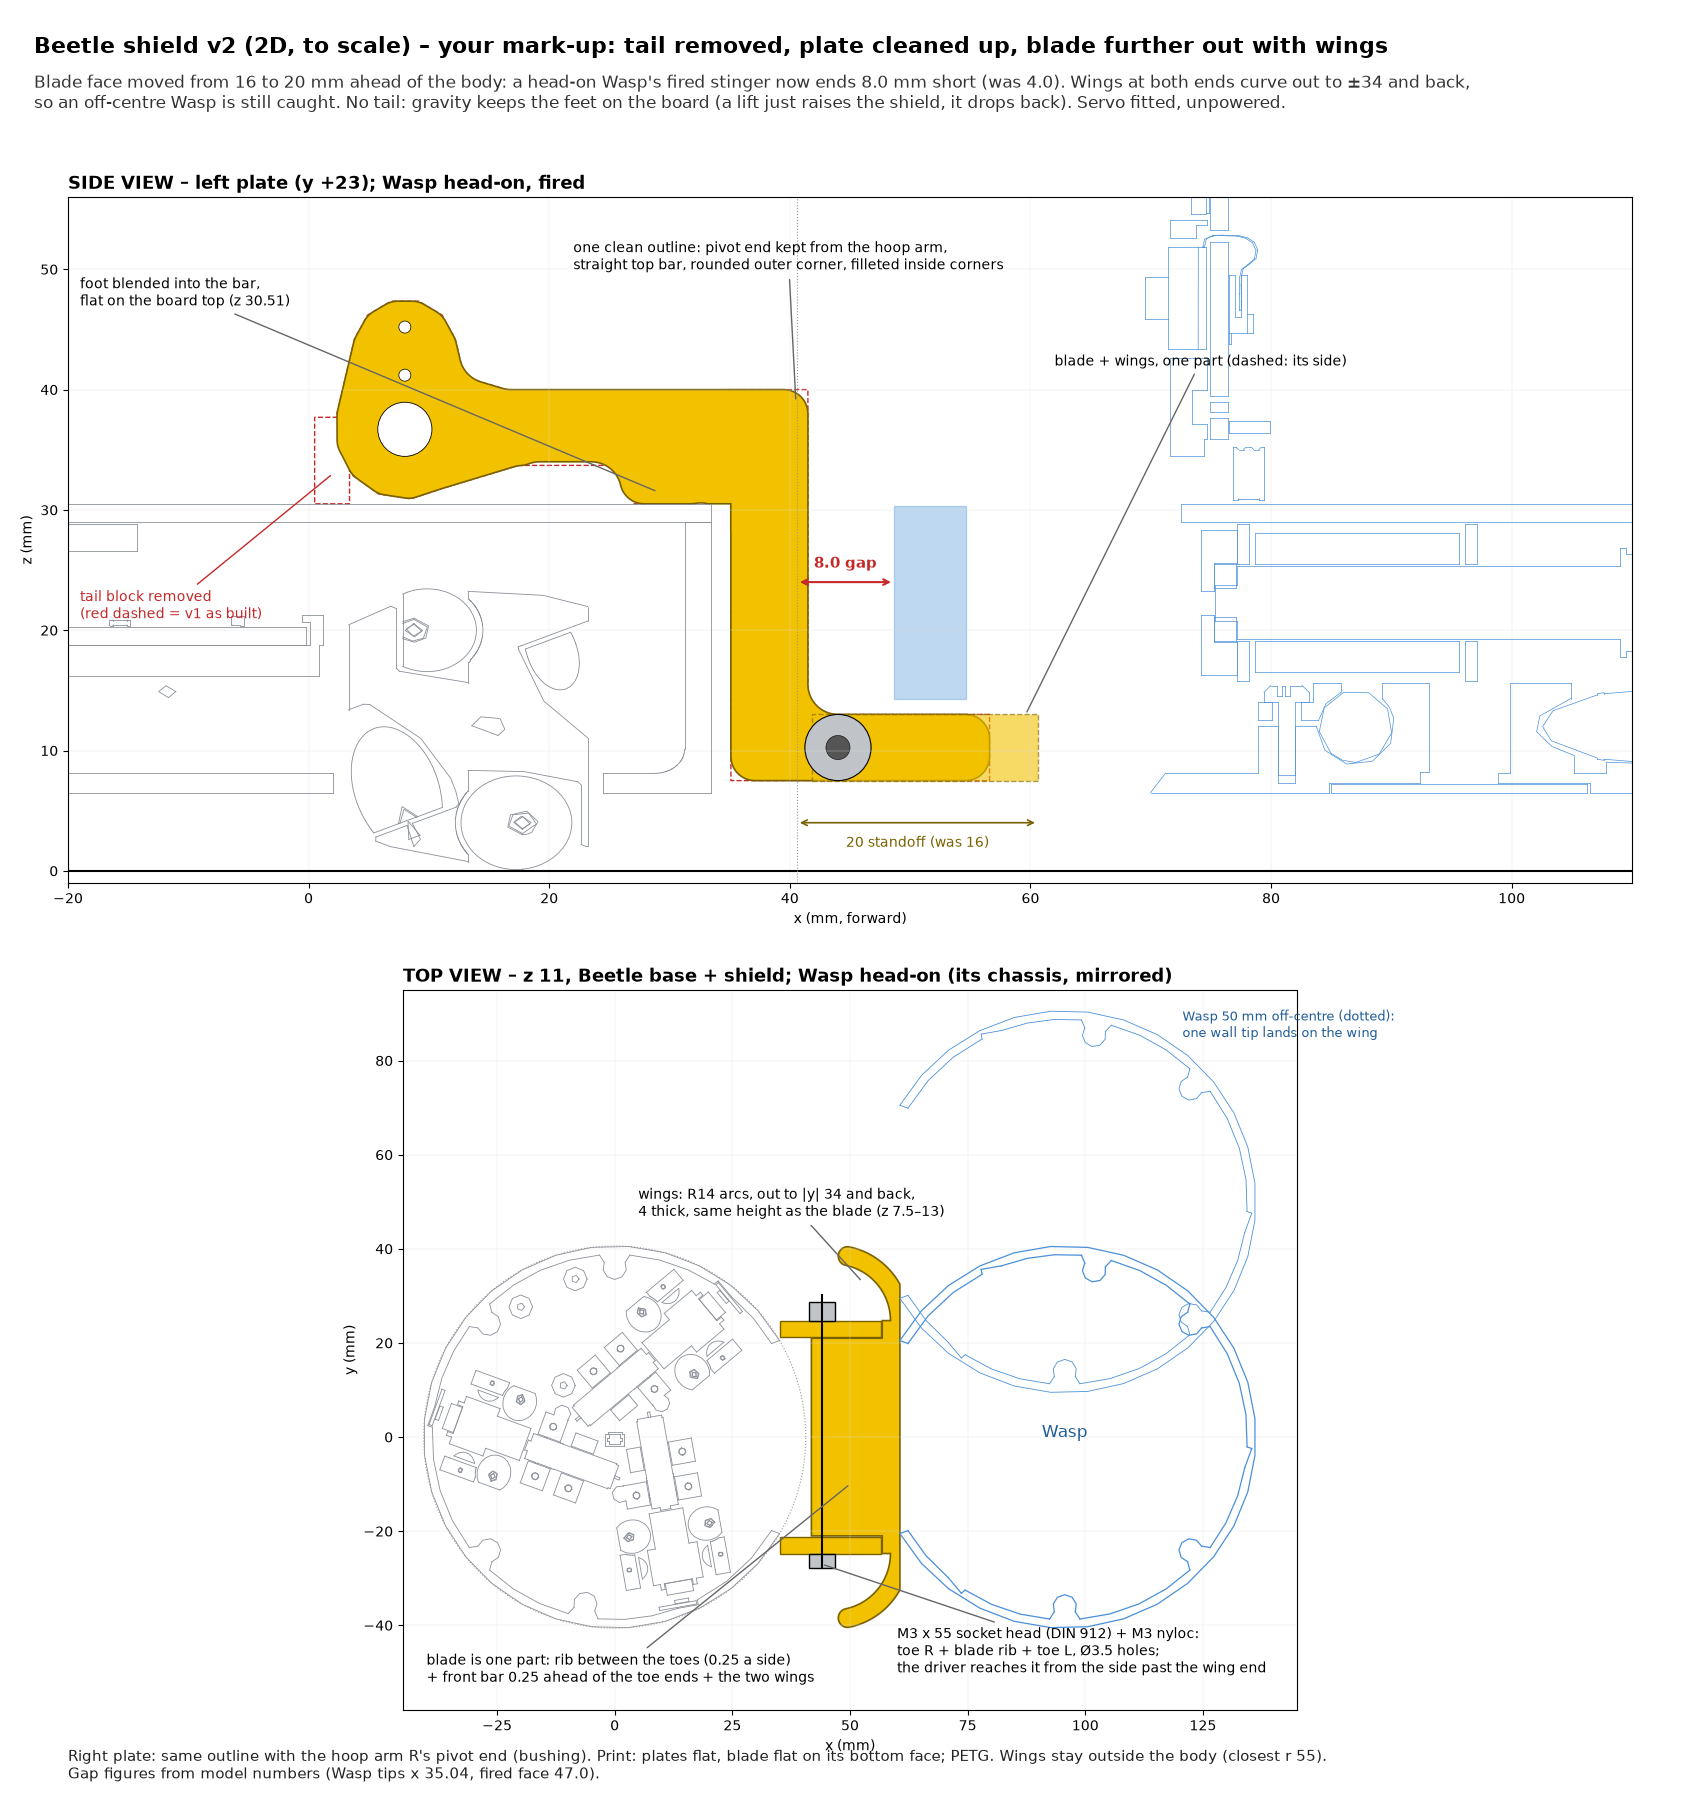 Beetle shield v2 (2D, to scale) – your mark-up: tail removed, plate cleaned up, blade further out with wings
Blade face moved from 16 to 20 mm ahead of the body: a head-on Wasp's fired stinger now ends 8.0 mm short (was 4.0). Wings at both ends curve out to ±34 and back,
so an off-centre Wasp is still caught. No tail: gravity keeps the feet on the board (a lift just raises the shield, it drops back). Servo fitted, unpowered.
SIDE VIEW – left plate (y +23); Wasp head-on, fired
one clean outline: pivot end kept from the hoop arm,
straight top bar, rounded outer corner, filleted inside corners
foot blended into the bar,
flat on the board top (z 30.51)
blade + wings, one part (dashed: its side)
8.0 gap
tail block removed
(red dashed = v1 as built)
20 standoff (was 16)
50
40
30
20
10
0
z (mm)
−20
0
20
40
60
80
100
x (mm, forward)
TOP VIEW – z 11, Beetle base + shield; Wasp head-on (its chassis, mirrored)
Wasp 50 mm off-centre (dotted):
one wall tip lands on the wing
wings: R14 arcs, out to |y| 34 and back,
4 thick, same height as the blade (z 7.5–13)
Wasp
M3 x 55 socket head (DIN 912) + M3 nyloc:
toe R + blade rib + toe L, Ø3.5 holes;
the driver reaches it from the side past the wing end
blade is one part: rib between the toes (0.25 a side)
+ front bar 0.25 ahead of the toe ends + the two wings
80
60
40
20
0
−20
−40
y (mm)
−25
0
25
50
75
100
125
x (mm)
Right plate: same outline with the hoop arm R's pivot end (bushing). Print: plates flat, blade flat on its bottom face; PETG. Wings stay outside the body (closest r 55).
Gap figures from model numbers (Wasp tips x 35.04, fired face 47.0).